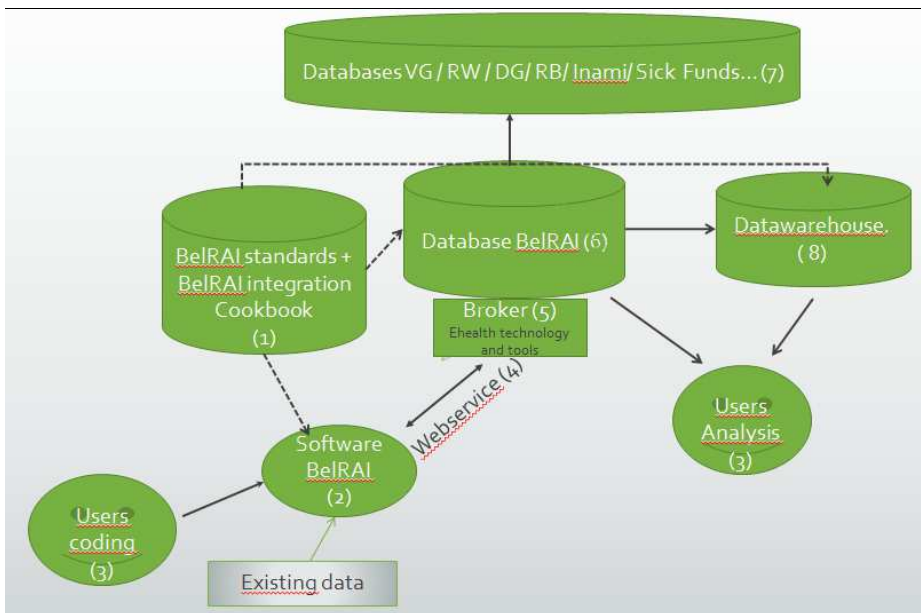 Databases VG / RW / DG/ RB/ Inami/ Sick Funds... (7)
BelRAI standards +
BelRAI integration
Cookbook
(1)
Database BelRAI (6)
Datawarehouse.
( 8)
Broker (5)
Ehealth technology
and tools
Webservice (4)
Users
Analysis
(3)
Software
BelRAI
(2)
Users
coding
(3)
Existing data